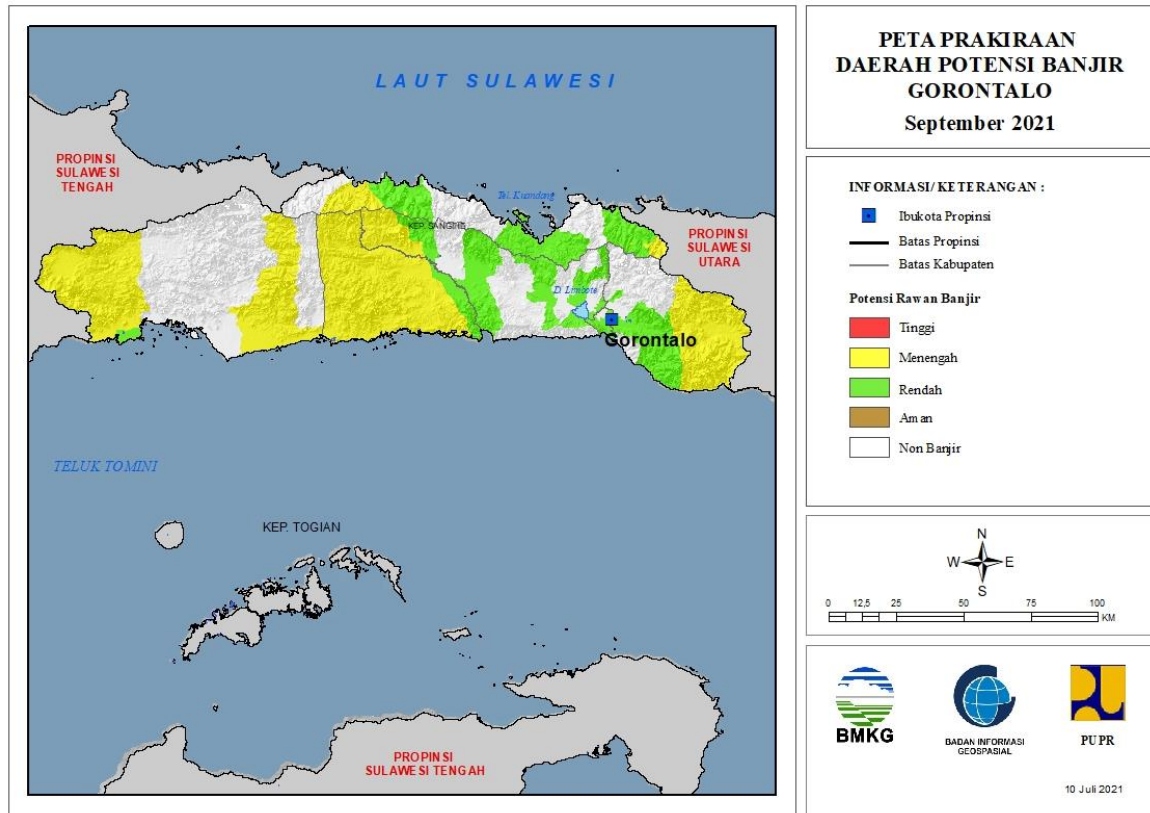 LAUT SULAWESI
PROPINSI
SULAWESI
TENGAH
Tel. Kuandang
KEP. SANGIHE
PROPINSI
SULAWESI
UTARA
D. Limboto
Gorontalo
TELUK TOMINI
KEP. TOGIAN
PROPINSI
SULAWESI TENGAH
PETA PRAKIRAAN
DAERAH POTENSI BANJIR
GORONTALO
September 2021
INFORMASI/ KETERANGAN :
Ibukota Propinsi
Batas Propinsi
Batas Kabupaten
Potensi Rawan Banjir
Tinggi
Menengah
Rendah
Aman
Non Banjir
N
W E
S
0 12,5 25 50 75 100
KM
BMKG
BADAN INFORMASI
GEOSPASIAL
PUPR
10 Juli 2021